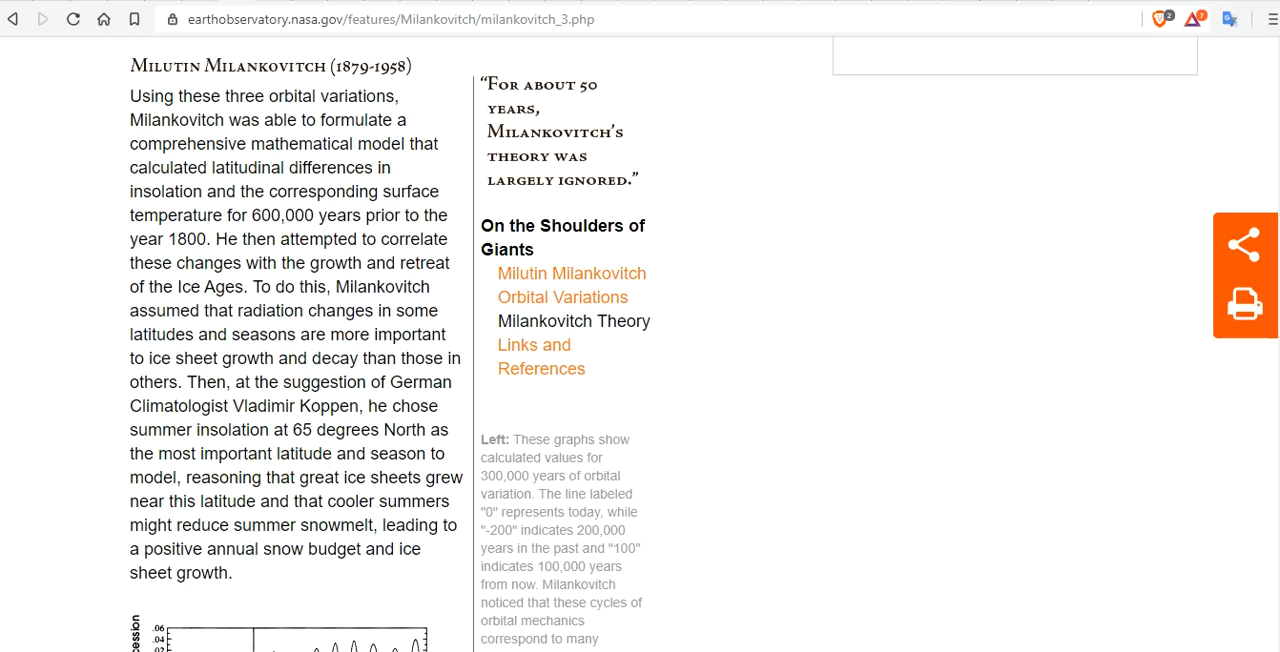 earthobservatory.nasa.gov/features/Milankovitch/milankovitch_3.php
2
7
Milutin Milankovitch (1879-1958)
Using these three orbital variations,
Milankovitch was able to formulate a
comprehensive mathematical model that
calculated latitudinal differences in
insolation and the corresponding surface
temperature for 600,000 years prior to the
year 1800. He then attempted to correlate
these changes with the growth and retreat
of the Ice Ages. To do this, Milankovitch
assumed that radiation changes in some
latitudes and seasons are more important
to ice sheet growth and decay than those in
others. Then, at the suggestion of German
Climatologist Vladimir Koppen, he chose
summer insolation at 65 degrees North as
the most important latitude and season to
model, reasoning that great ice sheets grew
near this latitude and that cooler summers
might reduce summer snowmelt, leading to
a positive annual snow budget and ice
sheet growth.
.06
.04
“For about 50
years,
Milankovitch’s
theory was
largely ignored.”
On the Shoulders of
Giants
Milutin Milankovitch
Orbital Variations
Milankovitch Theory
Links and
References
Left: These graphs show
calculated values for
300,000 years of orbital
variation. The line labeled
"0" represents today, while
"-200" indicates 200,000
years in the past and "100"
indicates 100,000 years
from now. Milankovitch
noticed that these cycles of
orbital mechanics
correspond to many